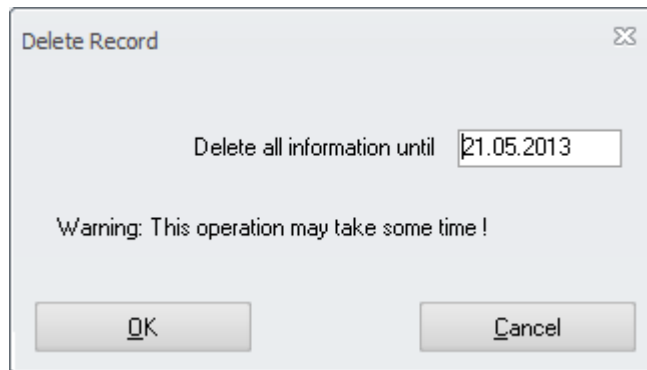 Delete Record
Delete all information until 21.05.2013
Warning: This operation may take some time !
OK
Cancel